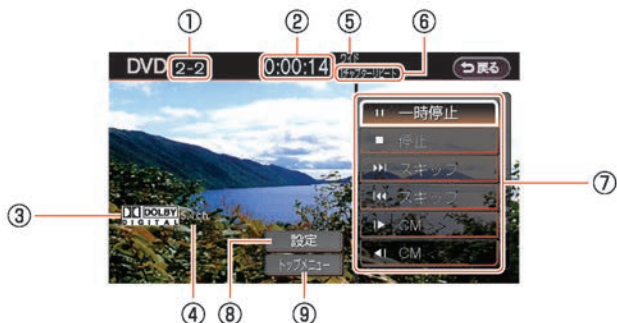 ① ② ⑤ ⑥
DVD 2-2 0:00:14 ワイド
1チャプターリピート
戻る
一時停止
停止
スキップ
スキップ
CM
CM
⑦
③ DOLBY
DIGITAL
設定
トップメニュー
④ ⑧ ⑨